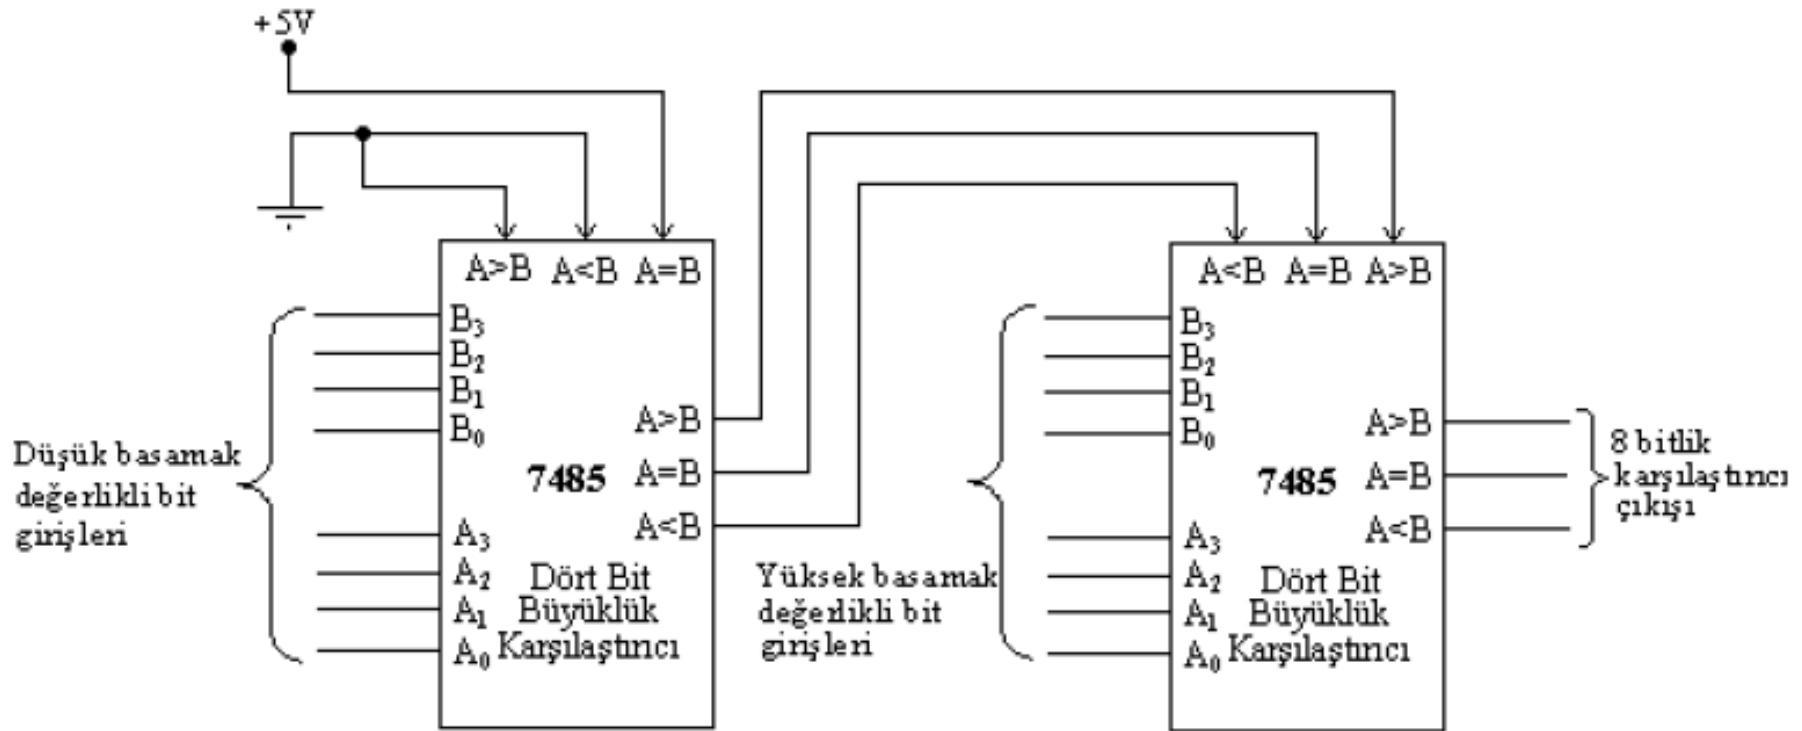 +5V
A>B A<B A=B
B₃
B₂
B₁
B₀
A>B
7485 A=B
A<B
A₃
A₂
A₁
A₀
Dört Bit
Büyüklük
Karşılaştırıcı
Düşük basamak
değerlikli bit
girişleri
A<B A=B A>B
B₃
B₂
B₁
B₀
A>B
7485 A=B
A<B
A₃
A₂
A₁
A₀
Dört Bit
Büyüklük
Karşılaştırıcı
Yüksek basamak
değerlikli bit
girişleri
8 bitlik
karşılaştırıcı
çıkışı